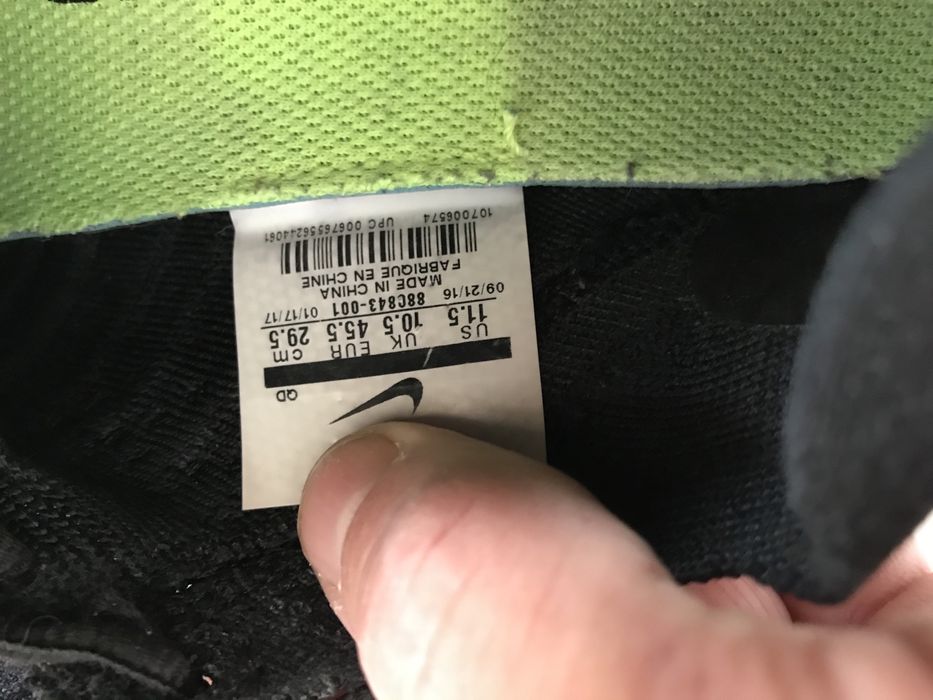 QD
US UK EUR cm
11.5 10.5 45.5 29.5
09/21/16 880843-001 01/17/17
MADE IN CHINA
FABRIQUE EN CHINE
107006574 UPC 00676556244061